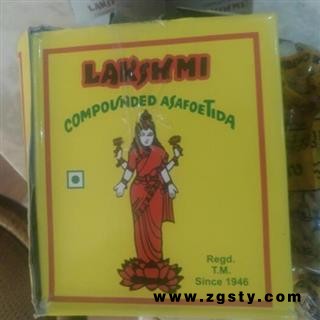 LAKSHMI
COMPOUNDED ASAFOETIDA
Regd.
T.M.
Since 1946
www.zgsty.com